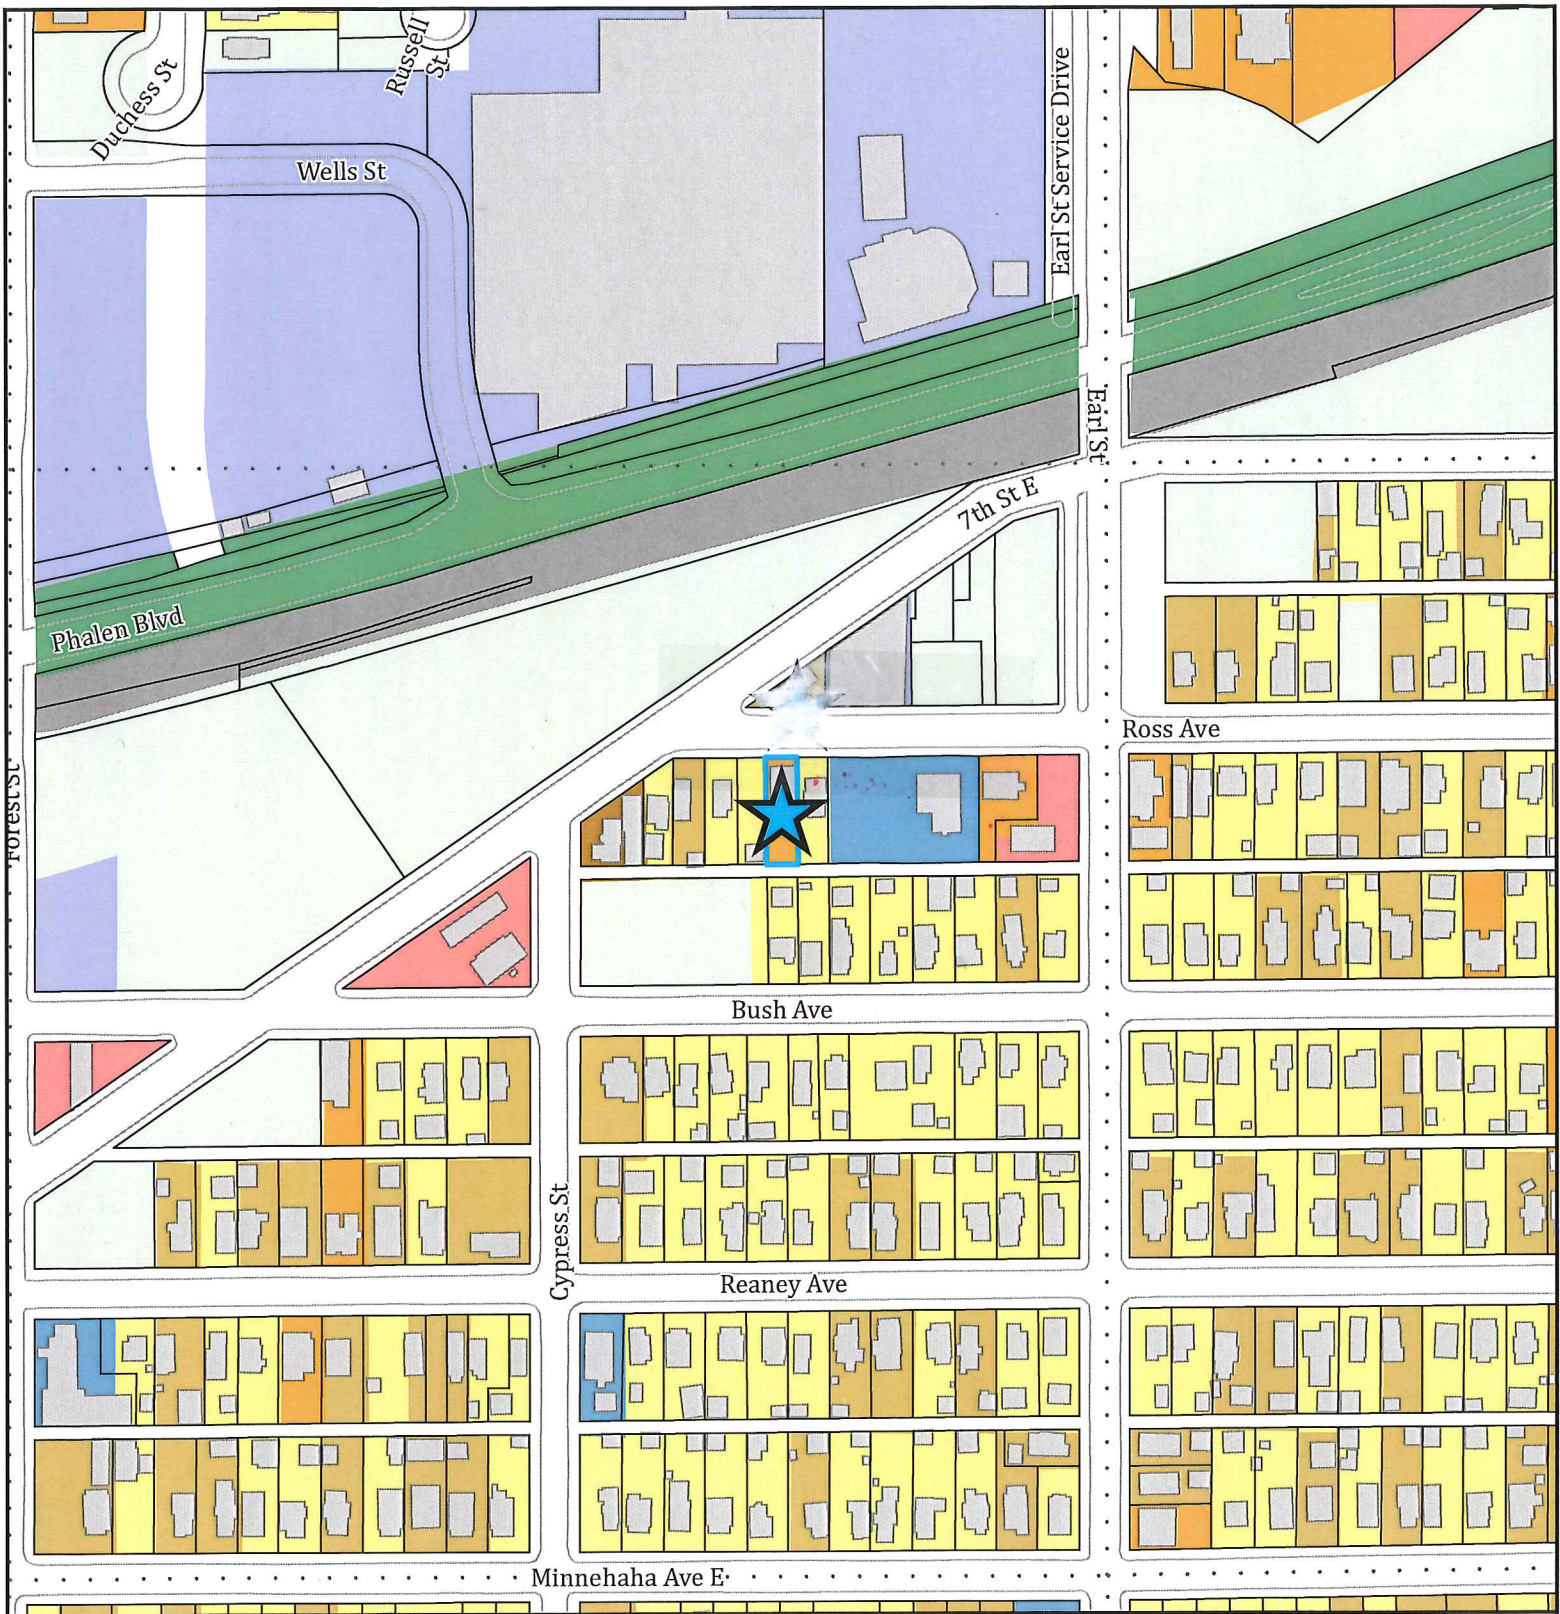 Duchess St
Russell
St
Wells St
Earl St Service Drive
Earl St
7th St E
Phalen Blvd
Ross Ave
Forest St
Bush Ave
Cypress St
Reaney Ave
Minnehaha Ave E